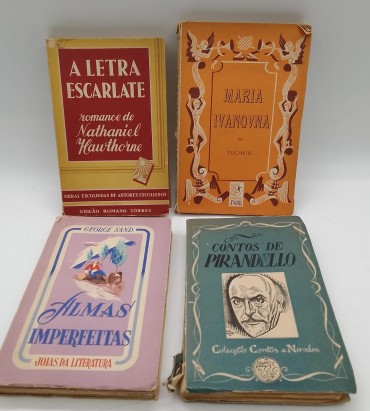 A LETRA
ESCARLATE
romance de
Nathaniel
Hawthorne
OBRAS ESCOLHIDAS DE AUTORES ESCOLHIDOS
EDIÇÃO ROMANO TORRES
MARIA
IVANOVNA
DE
PUCHKINE
GEORGE SAND
ALMAS
IMPERFEITAS
JOIAS DA LITERATURA
CONTOS DE
PIRANDELLO
Colecção Contos e Novelas